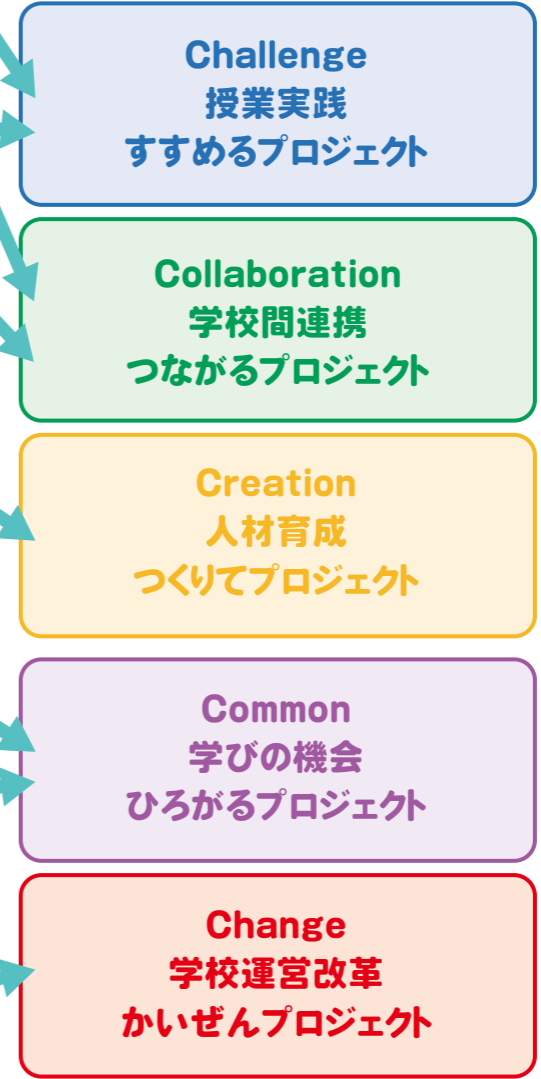 Challenge
授業実践
すすめるプロジェクト
Collaboration
学校間連携
つながるプロジェクト
Creation
人材育成
つくりてプロジェクト
Common
学びの機会
ひろがるプロジェクト
Change
学校運営改革
かいぜんプロジェクト